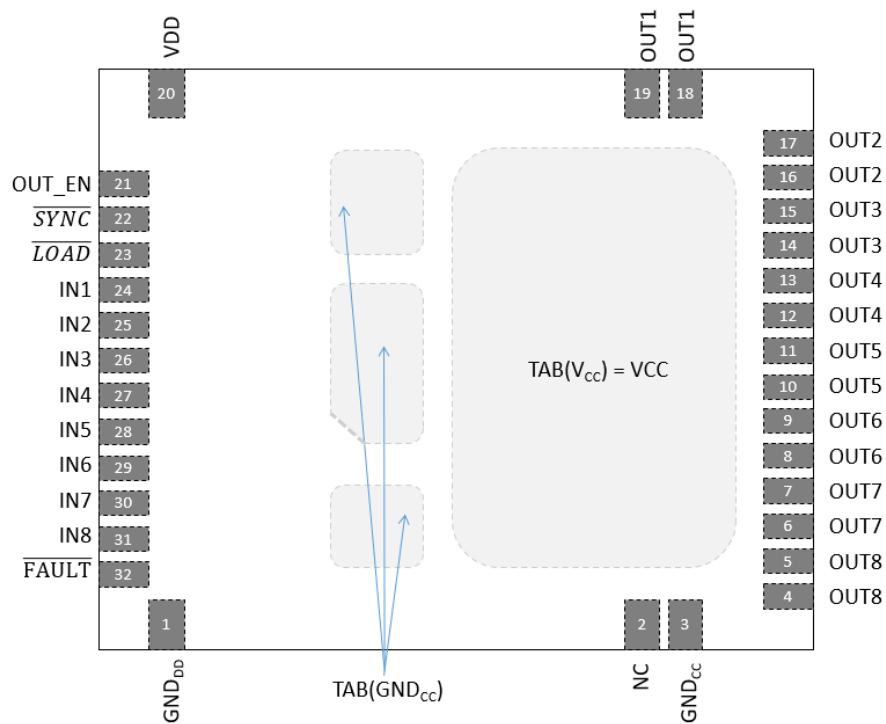 VDD
OUT1
OUT1
20
19
18
17
OUT2
16
OUT2
15
OUT3
14
OUT3
13
OUT4
12
OUT4
11
OUT5
10
OUT5
9
OUT6
8
OUT6
7
OUT7
6
OUT7
5
OUT8
4
OUT8
OUT_EN
21
S̅Y̅N̅C̅
22
L̅O̅A̅D̅
23
IN1
24
IN2
25
IN3
26
IN4
27
IN5
28
IN6
29
IN7
30
IN8
31
F̅A̅U̅L̅T̅
32
TAB(VCC) = VCC
1
2
3
GNDDD
TAB(GNDCC)
NC
GNDCC